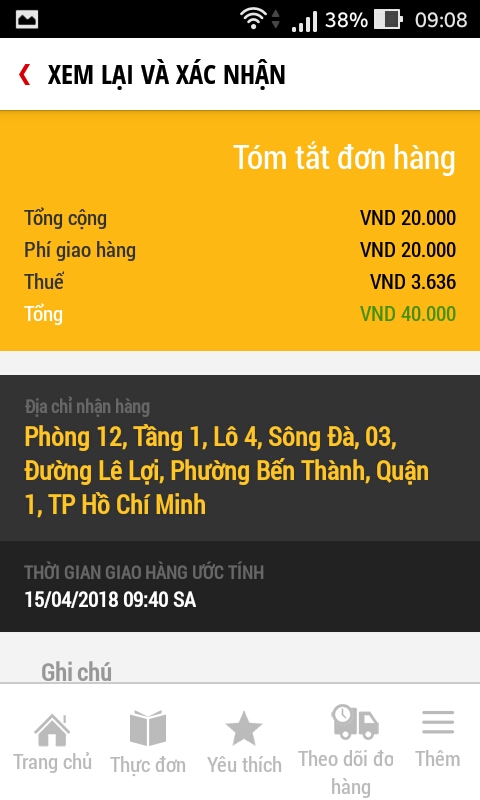 38% 09:08
XEM LẠI VÀ XÁC NHẬN
Tóm tắt đơn hàng
Tổng cộng VND 20.000
Phí giao hàng VND 20.000
Thuế VND 3.636
Tổng VND 40.000
Địa chỉ nhận hàng
Phòng 12, Tầng 1, Lô 4, Sông Đà, 03,
Đường Lê Lợi, Phường Bến Thành, Quận
1, TP Hồ Chí Minh
THỜI GIAN GIAO HÀNG ƯỚC TÍNH
15/04/2018 09:40 SA
Ghi chú
Trang chủ Thực đơn Yêu thích Theo dõi đơ Thêm
hàng